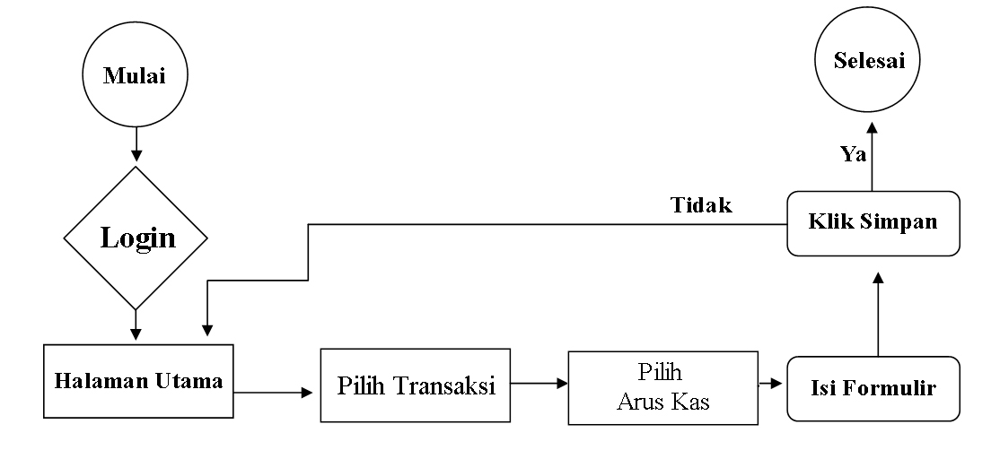 Mulai
Login
Halaman Utama
Pilih Transaksi
Pilih
Arus Kas
Isi Formulir
Klik Simpan
Tidak
Ya
Selesai